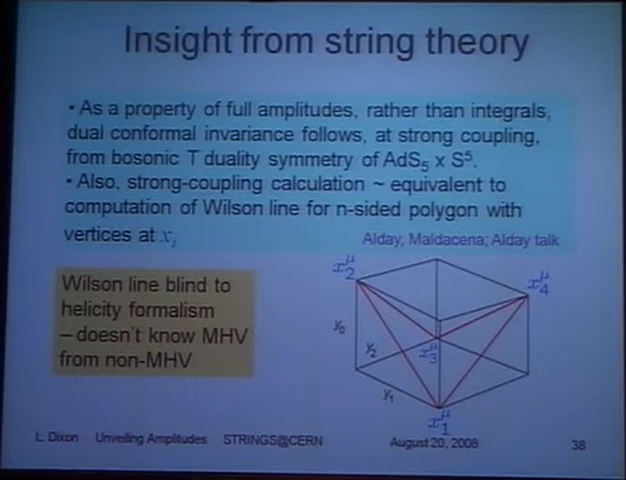 Insight from string theory
• As a property of full amplitudes, rather than integrals,
dual conformal invariance follows, at strong coupling,
from bosonic T duality symmetry of AdS₅ x S⁵.
• Also, strong-coupling calculation ~ equivalent to
computation of Wilson line for n-sided polygon with
vertices at xᵢ
Alday, Maldacena; Alday talk
Wilson line blind to
helicity formalism
– doesn't know MHV
from non-MHV
x₂^μ
x₄^μ
y₀
y₂
x₃^μ
y₁
x₁^μ
L. Dixon Unveiling Amplitudes STRINGS@CERN August 20, 2008 38